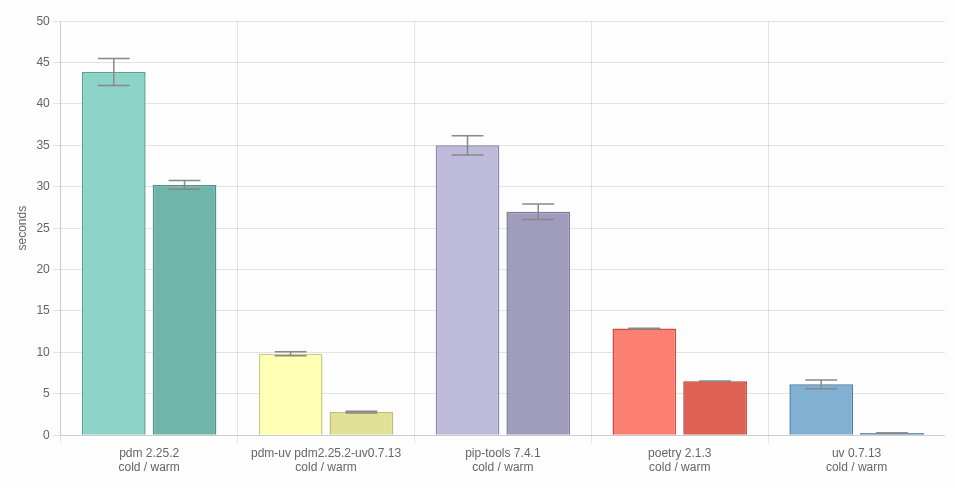 50
45
40
35
30
25
20
15
10
5
0
seconds
pdm 2.25.2
cold / warm
pdm-uv pdm2.25.2-uv0.7.13
cold / warm
pip-tools 7.4.1
cold / warm
poetry 2.1.3
cold / warm
uv 0.7.13
cold / warm